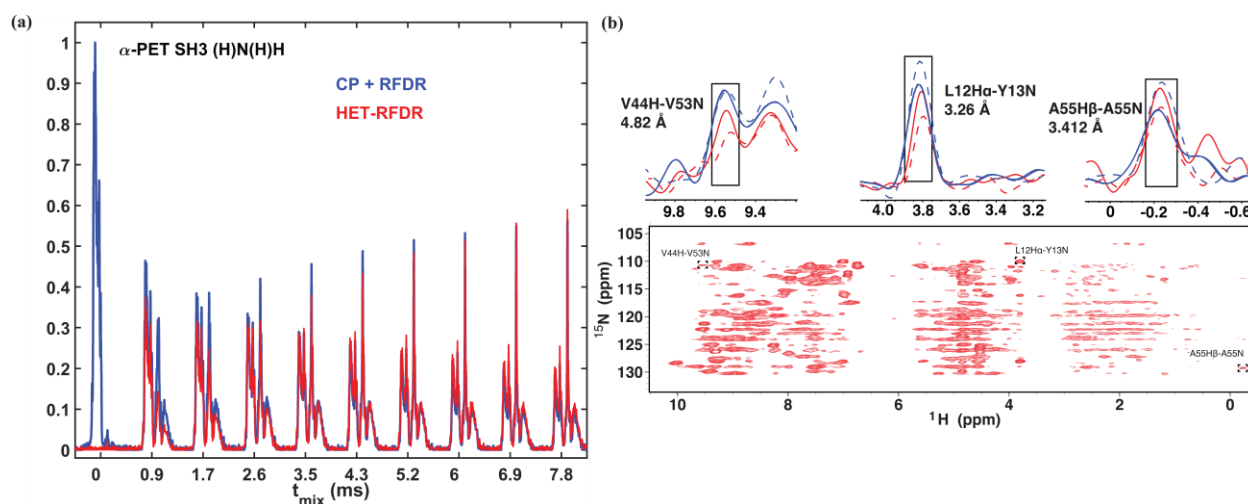 (a)
α-PET SH3 (H)N(H)H
CP + RFDR
HET-RFDR
1
0.9
0.8
0.7
0.6
0.5
0.4
0.3
0.2
0.1
0
0 0.9 1.7 2.6 3.5 4.3 5.2 6 6.9 7.8
tmix (ms)
(b)
V44H-V53N
4.82 Å
9.8 9.6 9.4
L12Hα-Y13N
3.26 Å
4.0 3.8 3.6 3.4 3.2
A55Hβ-A55N
3.412 Å
0 -0.2 -0.4 -0.6
V44H-V53N
L12Hα-Y13N
A55Hβ-A55N
105
110
115
120
125
130
15N (ppm)
10 8 6 4 2 0
1H (ppm)